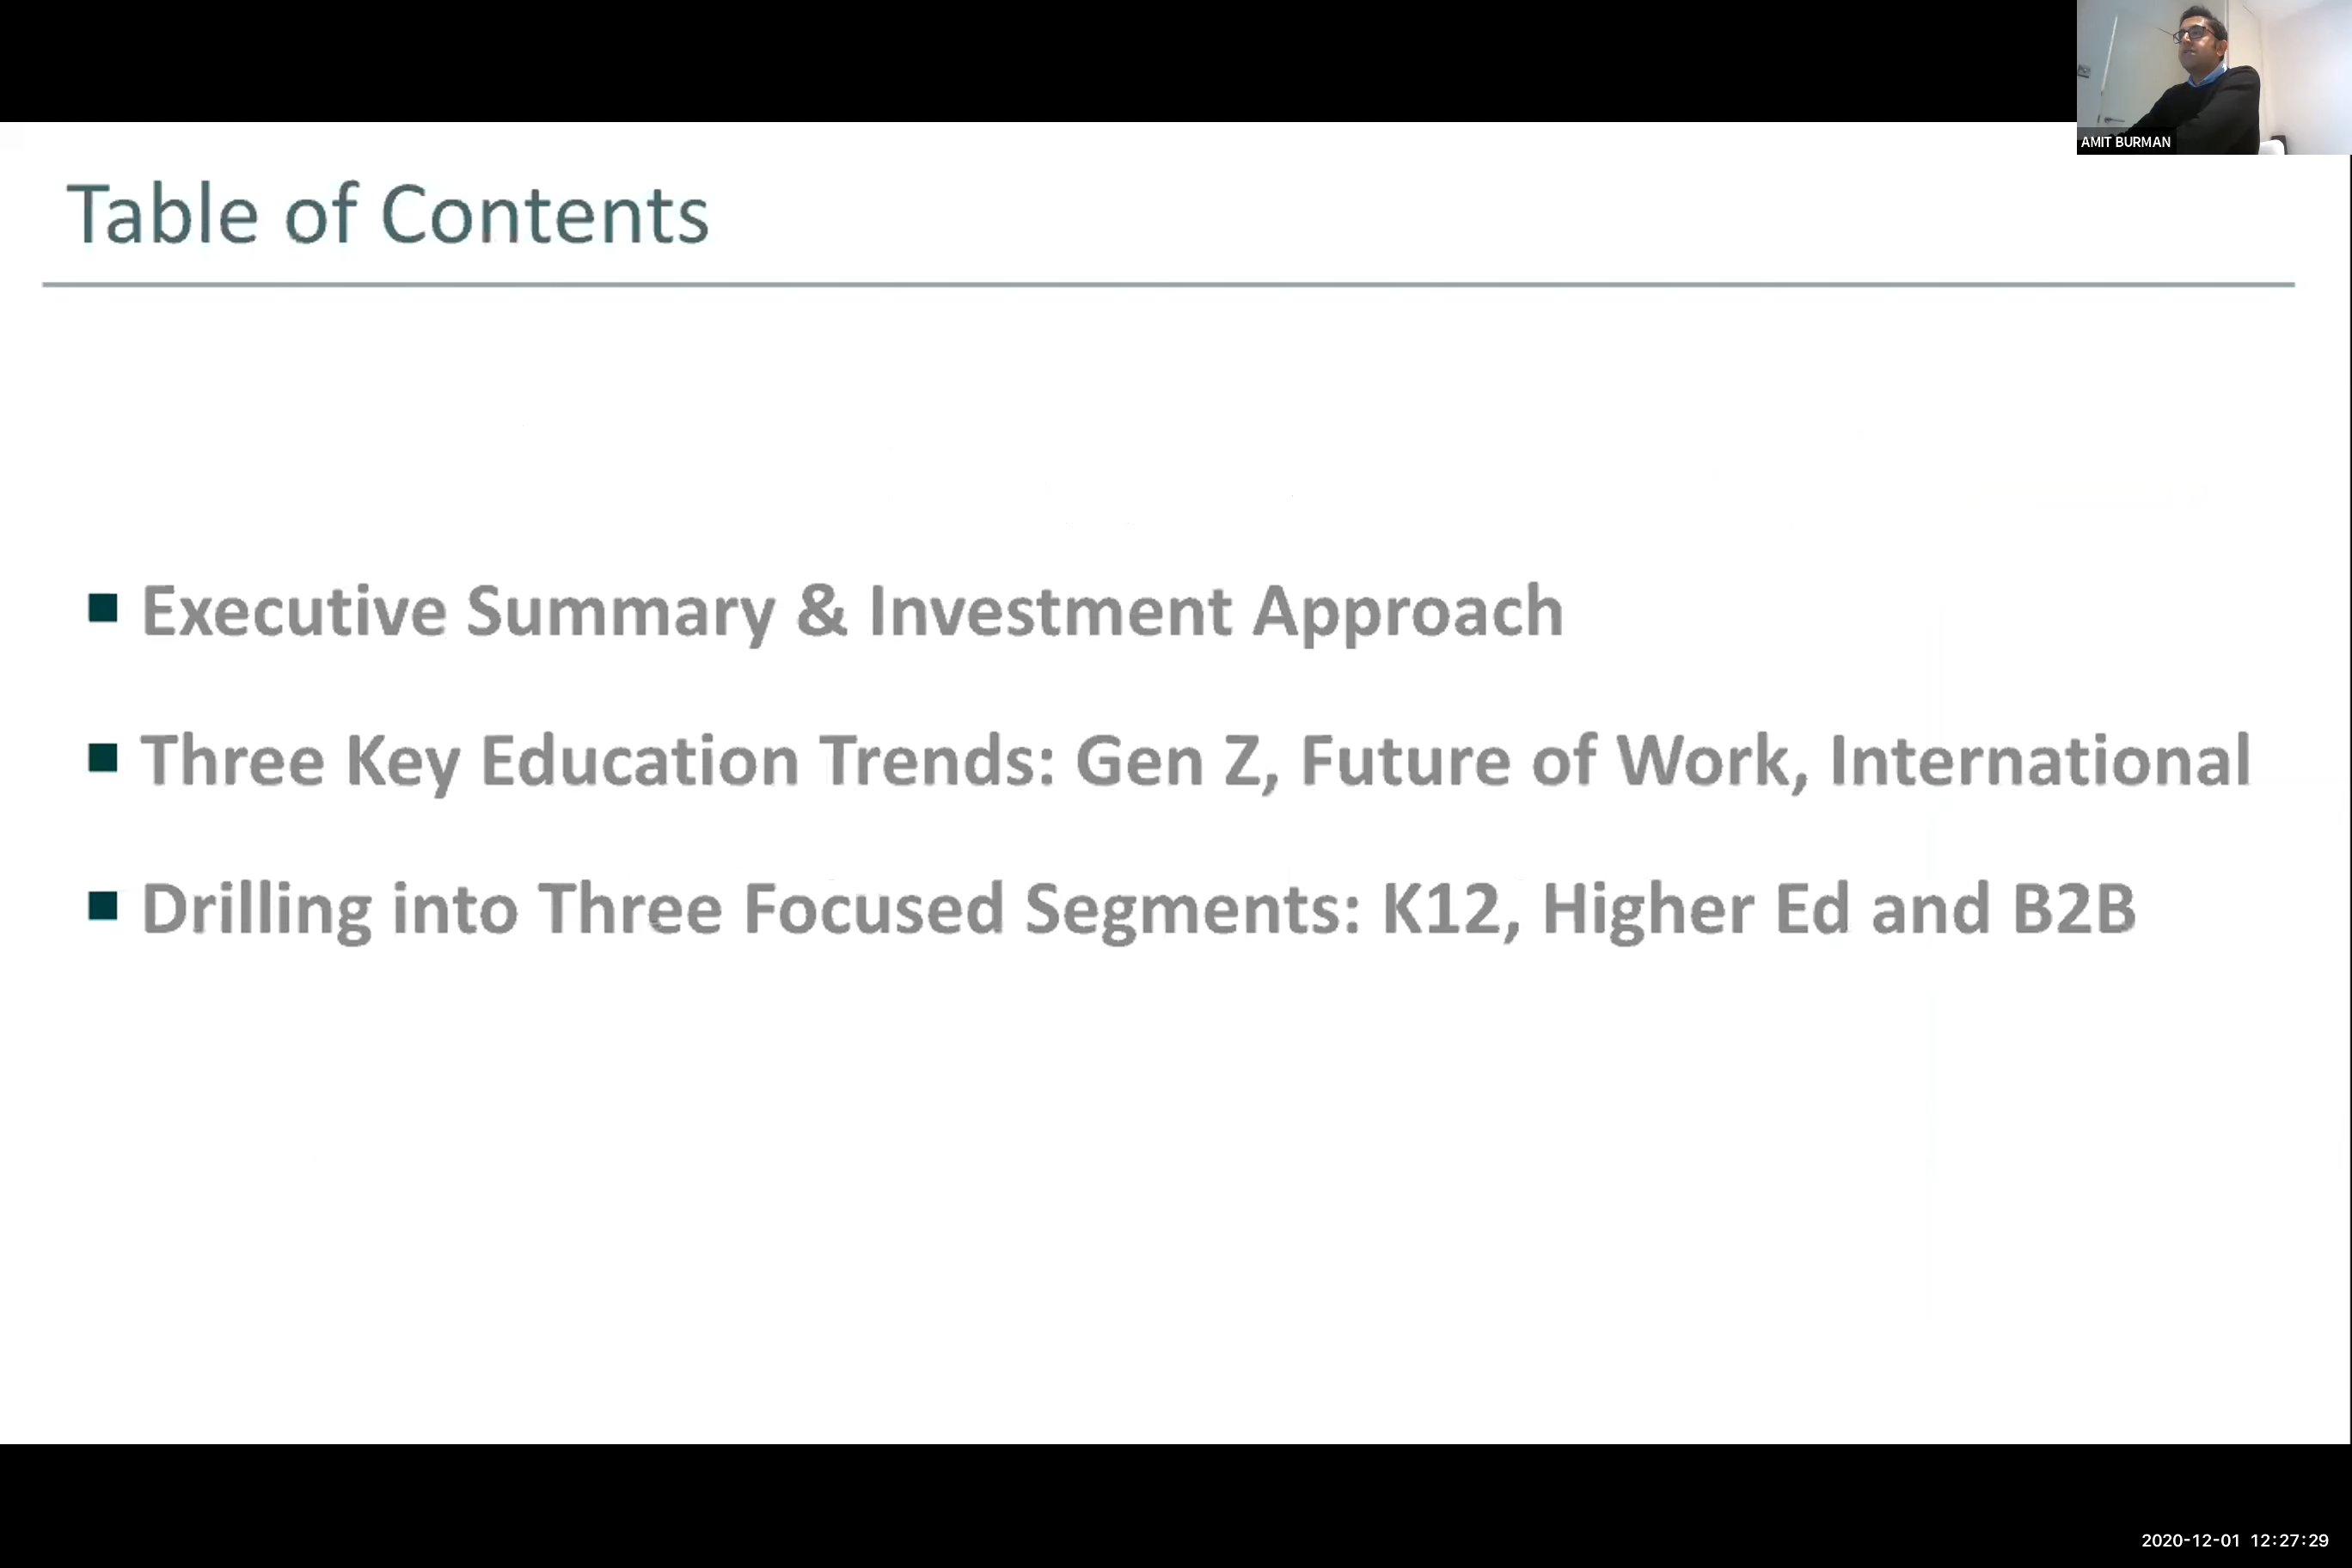 AMIT BURMAN
Table of Contents
Executive Summary & Investment Approach
Three Key Education Trends: Gen Z, Future of Work, International
Drilling into Three Focused Segments: K12, Higher Ed and B2B
2020-12-01 12:27:29